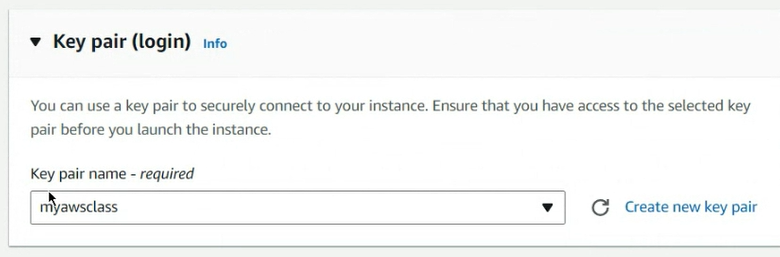 Key pair (login) Info
You can use a key pair to securely connect to your instance. Ensure that you have access to the selected key
pair before you launch the instance.
Key pair name - required
myawsclass
Create new key pair